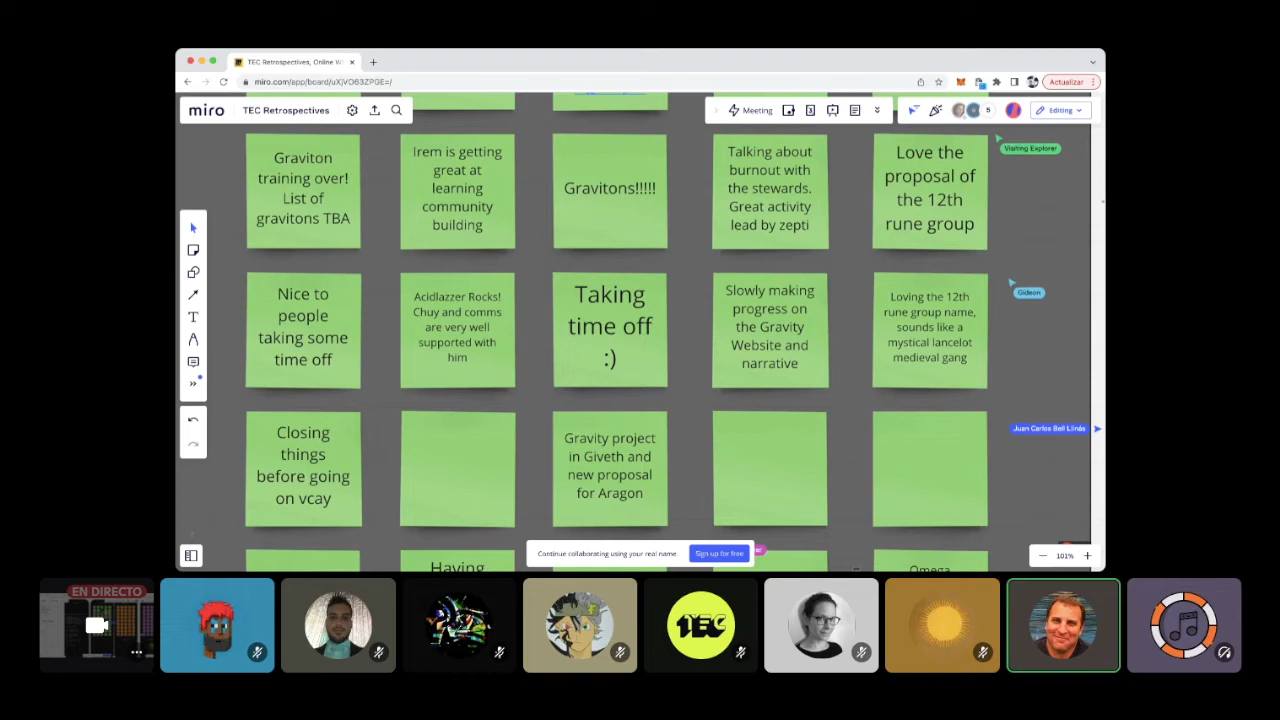 TEC Retrospectives, Online W
miro.com/app/board/uXjVO63ZPGE=/
Actualizar
miro
TEC Retrospectives
Meeting
3
5
Editing
Graviton
training over!
List of
gravitons TBA
Irem is getting
great at
learning
community
building
Gravitons!!!!!
Talking about
burnout with
the stewards.
Great activity
lead by zepti
Love the
proposal of
the 12th
rune group
Visiting Explorer
Nice to
people
taking some
time off
Acidlazzer Rocks!
Chuy and comms
are very well
supported with
him
Taking
time off
:)
Slowly making
progress on
the Gravity
Website and
narrative
Loving the 12th
rune group name,
sounds like a
mystical lancelot
medieval gang
Gideon
Closing
things
before going
on vcay
Gravity project
in Giveth and
new proposal
for Aragon
Juan Carlos Bell Llinás
Having
Omega
Continue collaborating using your real name
Sign up for free
101%
EN DIRECTO
TEC